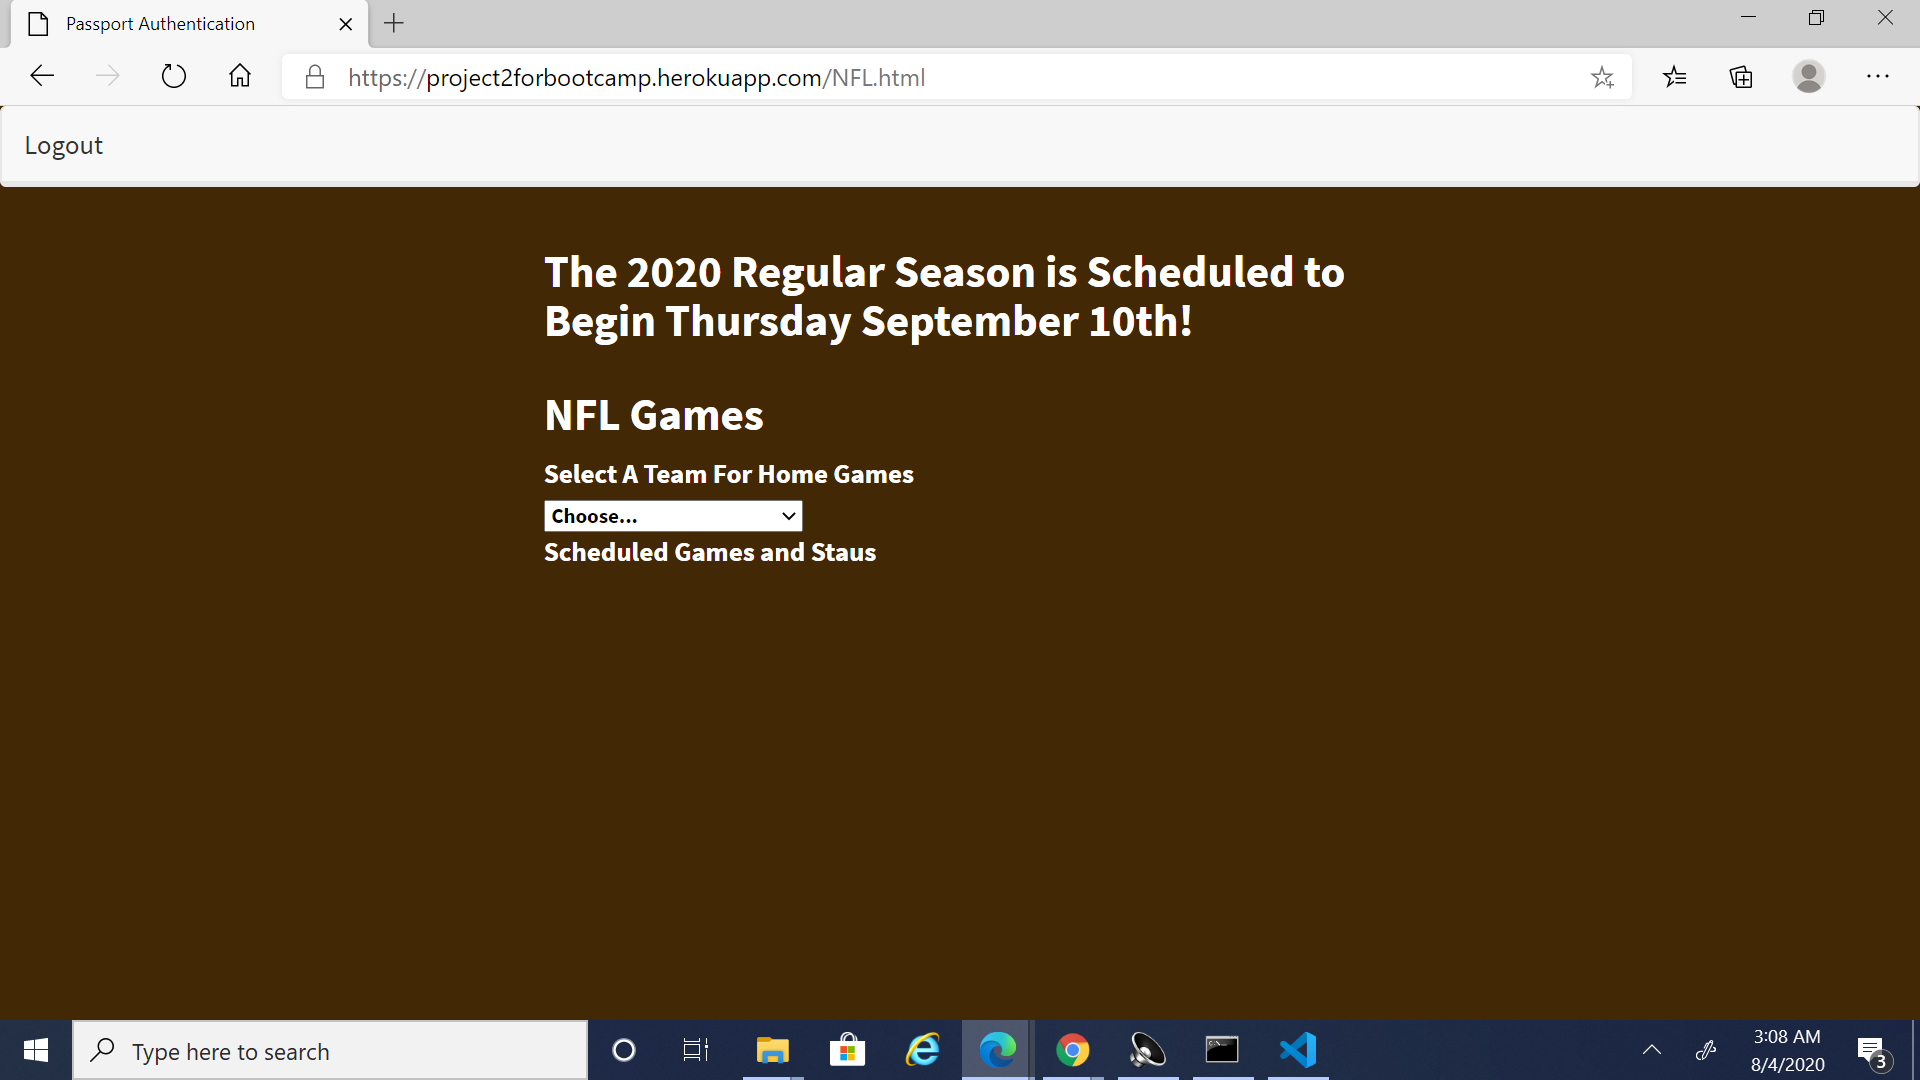 Passport Authentication
https://project2forbootcamp.herokuapp.com/NFL.html
Logout
The 2020 Regular Season is Scheduled to
Begin Thursday September 10th!
NFL Games
Select A Team For Home Games
Choose...
Scheduled Games and Staus
Type here to search
3:08 AM
8/4/2020
3